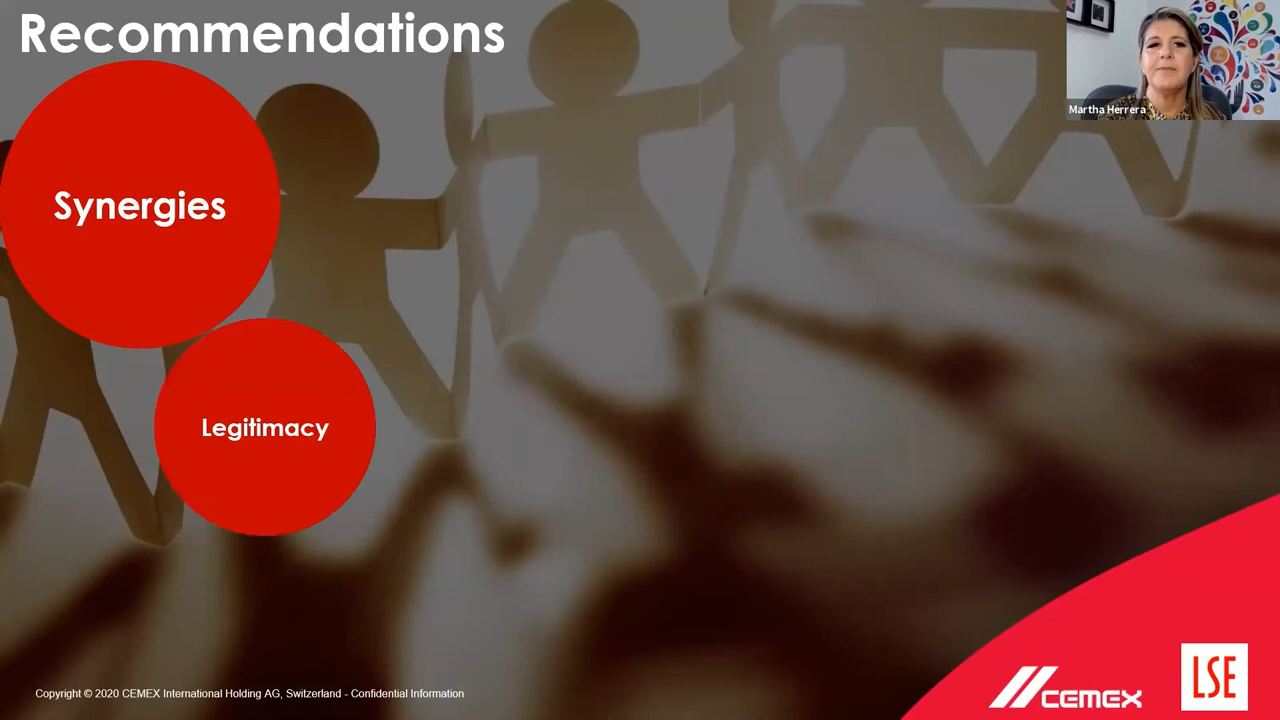 Recommendations
Martha Herrera
Synergies
Legitimacy
Copyright © 2020 CEMEX International Holding AG, Switzerland - Confidential Information
CEMEX
LSE